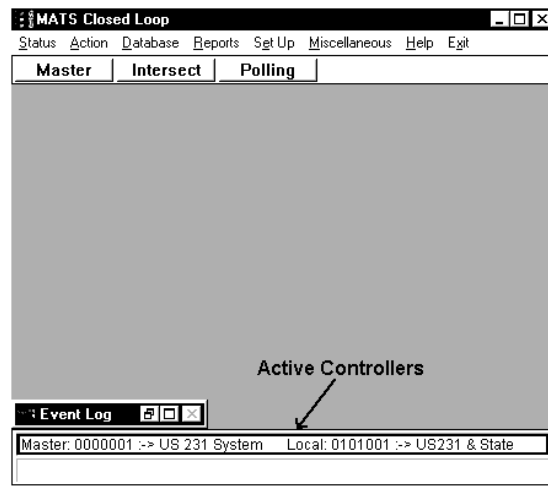 MATS Closed Loop
Status Action Database Reports Set Up Miscellaneous Help Exit
Master Intersect Polling
Active Controllers
Event Log
Master: 0000001 :-> US 231 System Local: 0101001 :-> US231 & State